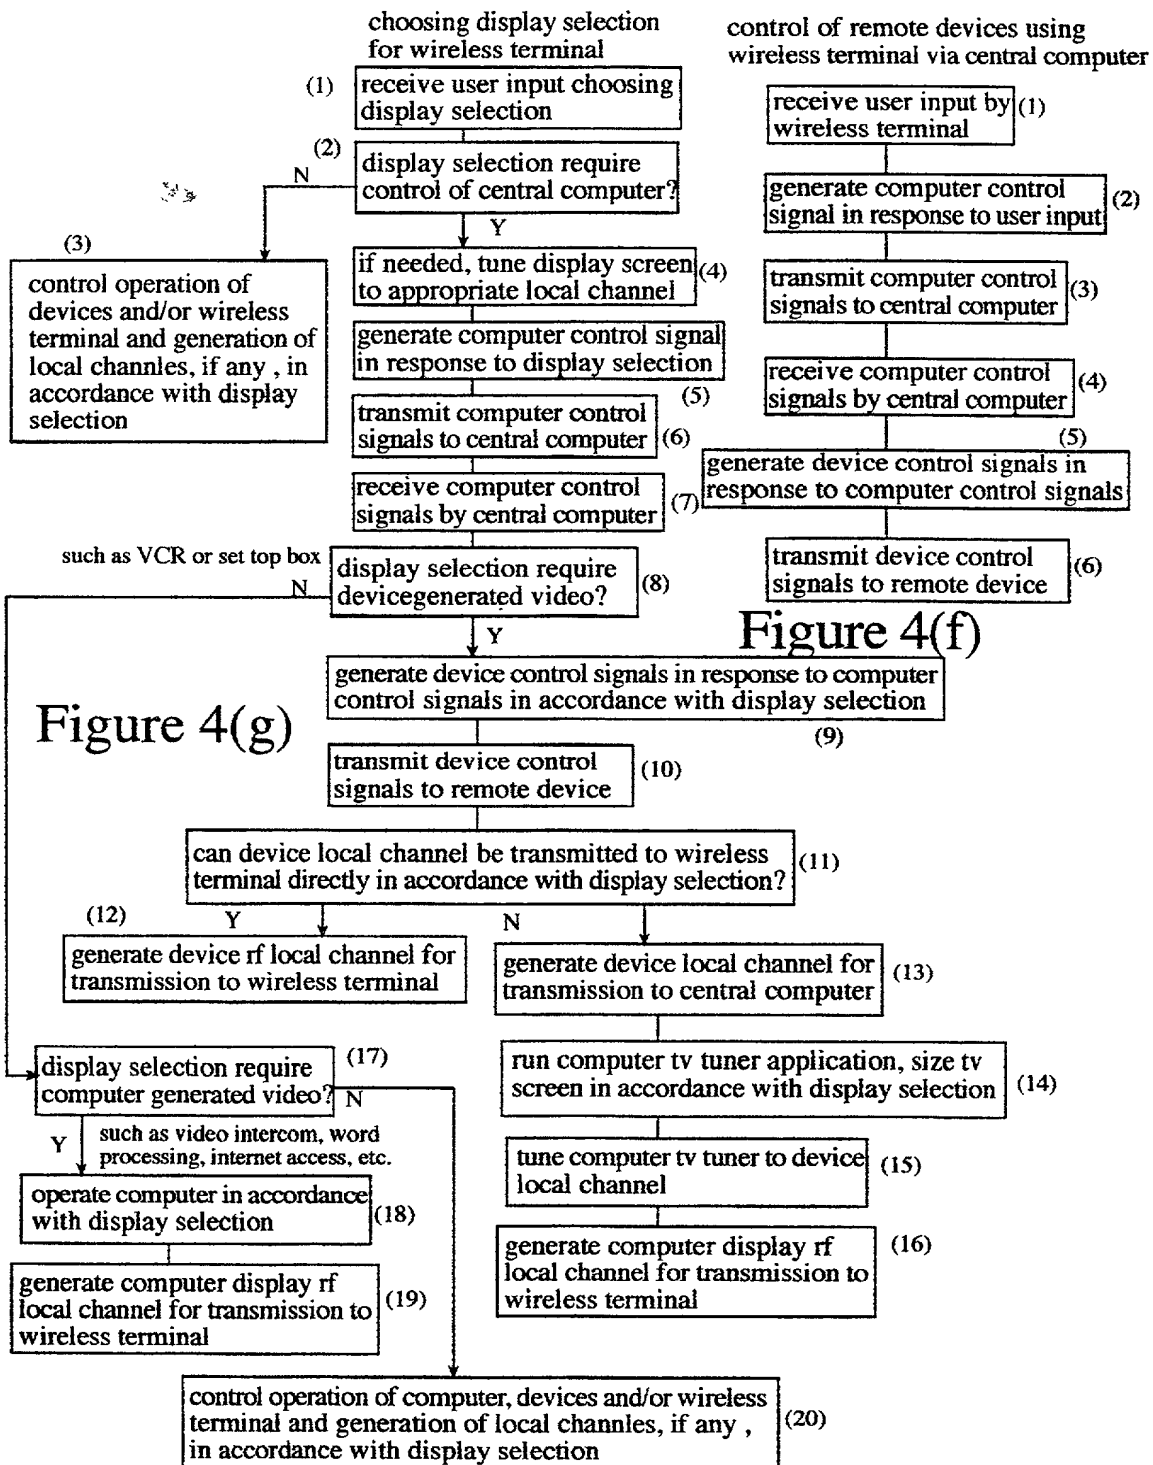 choosing display selection
for wireless terminal
(1)
receive user input choosing
display selection
(2)
display selection require
control of central computer?
N
Y
(3)
control operation of
devices and/or wireless
terminal and generation of
local channles, if any , in
accordance with display
selection
if needed, tune display screen
to appropriate local channel
(4)
generate computer control signal
in response to display selection
(5)
transmit computer control
signals to central computer
(6)
receive computer control
signals by central computer
(7)
such as VCR or set top box
N
display selection require
devicegenerated video?
(8)
Y
generate device control signals in response to computer
control signals in accordance with display selection
(9)
Figure 4(g)
transmit device control
signals to remote device
(10)
can device local channel be transmitted to wireless
terminal directly in accordance with display selection?
(11)
(12)
Y
N
generate device rf local channel for
transmission to wireless terminal
generate device local channel for
transmission to central computer
(13)
run computer tv tuner application, size tv
screen in accordance with display selection
(14)
tune computer tv tuner to device
local channel
(15)
generate computer display rf
local channel for transmission to
wireless terminal
(16)
display selection require
computer generated video?
(17)
N
Y
such as video intercom, word
processing, internet access, etc.
operate computer in accordance
with display selection
(18)
generate computer display rf
local channel for transmission to
wireless terminal
(19)
control operation of computer, devices and/or wireless
terminal and generation of local channles, if any ,
in accordance with display selection
(20)
control of remote devices using
wireless terminal via central computer
receive user input by
wireless terminal
(1)
generate computer control
signal in response to user input
(2)
transmit computer control
signals to central computer
(3)
receive computer control
signals by central computer
(4)
(5)
generate device control signals in
response to computer control signals
transmit device control
signals to remote device
(6)
Figure 4(f)